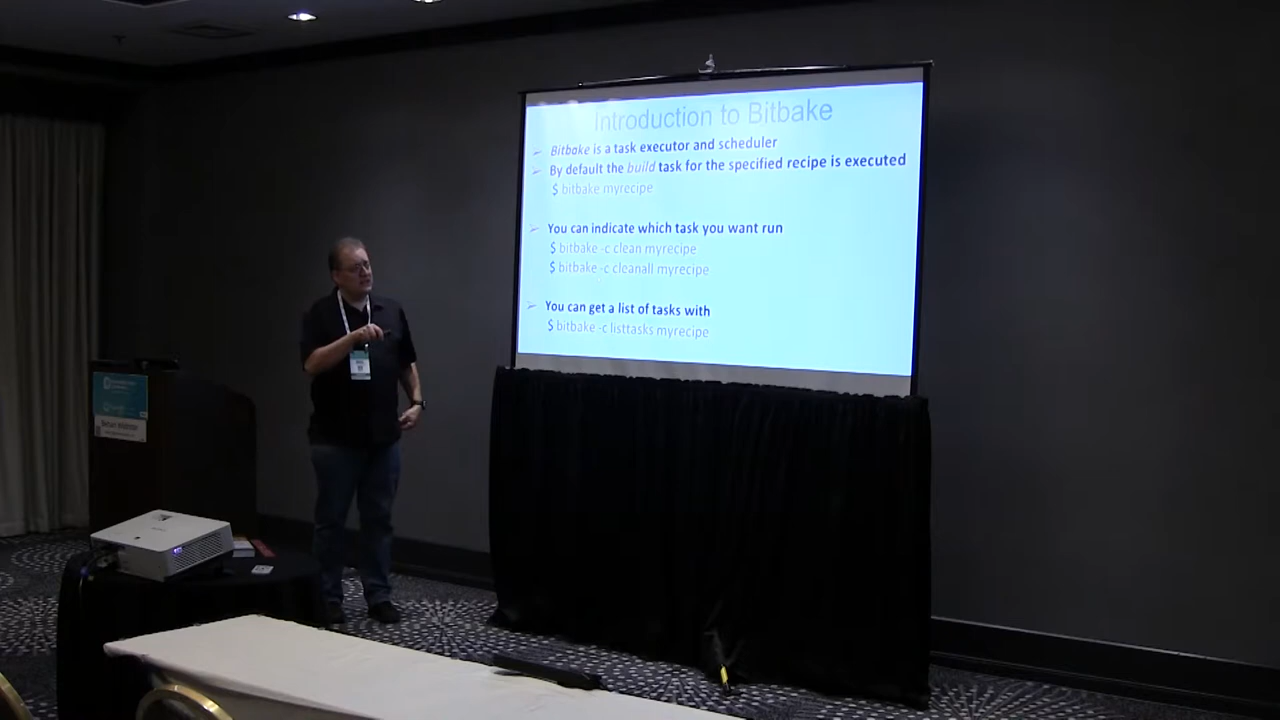 Introduction to Bitbake
Bitbake is a task executor and scheduler
By default the build task for the specified recipe is executed
$ bitbake myrecipe
You can indicate which task you want run
$ bitbake -c clean myrecipe
$ bitbake -c cleanall myrecipe
You can get a list of tasks with
$ bitbake -c listtasks myrecipe